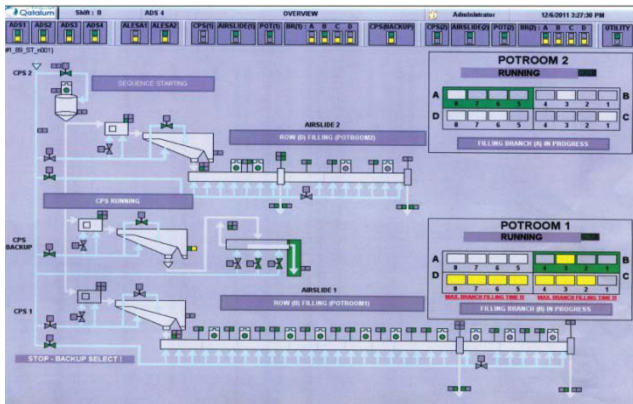 Qatalum Shift : B ADS 4 OVERVIEW Administrator 12/6/2011 3:27:30 PM
ADS1 ADS2 ADS3 ADS4 ALESA1 ALESA2 CPS(1) AIRSLIDE(1) POT(1) BR(1) : A B C D CPS(BACKUP) CPS(2) AIRSLIDE(2) POT(2) BR(2) : A B C D UTILITY
CPS 2
SEQUENCE STARTING
POTROOM 2
RUNNING
A B
8 7 6 5 4 3 2 1
D C
8 7 6 5 4 3 2 1
FILLING BRANCH (A) IN PROGRESS
AIRSLIDE 2
ROW (D) FILLING (POTROOM2)
CPS RUNNING
CPS
BACKUP
POTROOM 1
RUNNING
A B
8 7 6 5 4 3 2 1
D C
8 7 6 5 4 3 2 1
MAX. BRANCH FILLING TIME D MAX. BRANCH FILLING TIME D
FILLING BRANCH (B) IN PROGRESS
AIRSLIDE 1
ROW (B) FILLING (POTROOM1)
CPS 1
STOP - BACKUP SELECT !